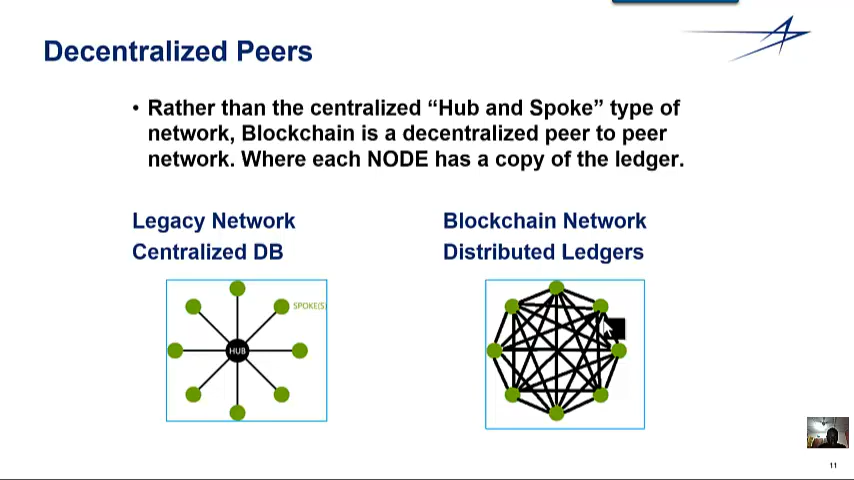 Decentralized Peers
• Rather than the centralized “Hub and Spoke” type of
network, Blockchain is a decentralized peer to peer
network. Where each NODE has a copy of the ledger.
Legacy Network
Centralized DB
Blockchain Network
Distributed Ledgers
SPOKE(S)
HUB
11